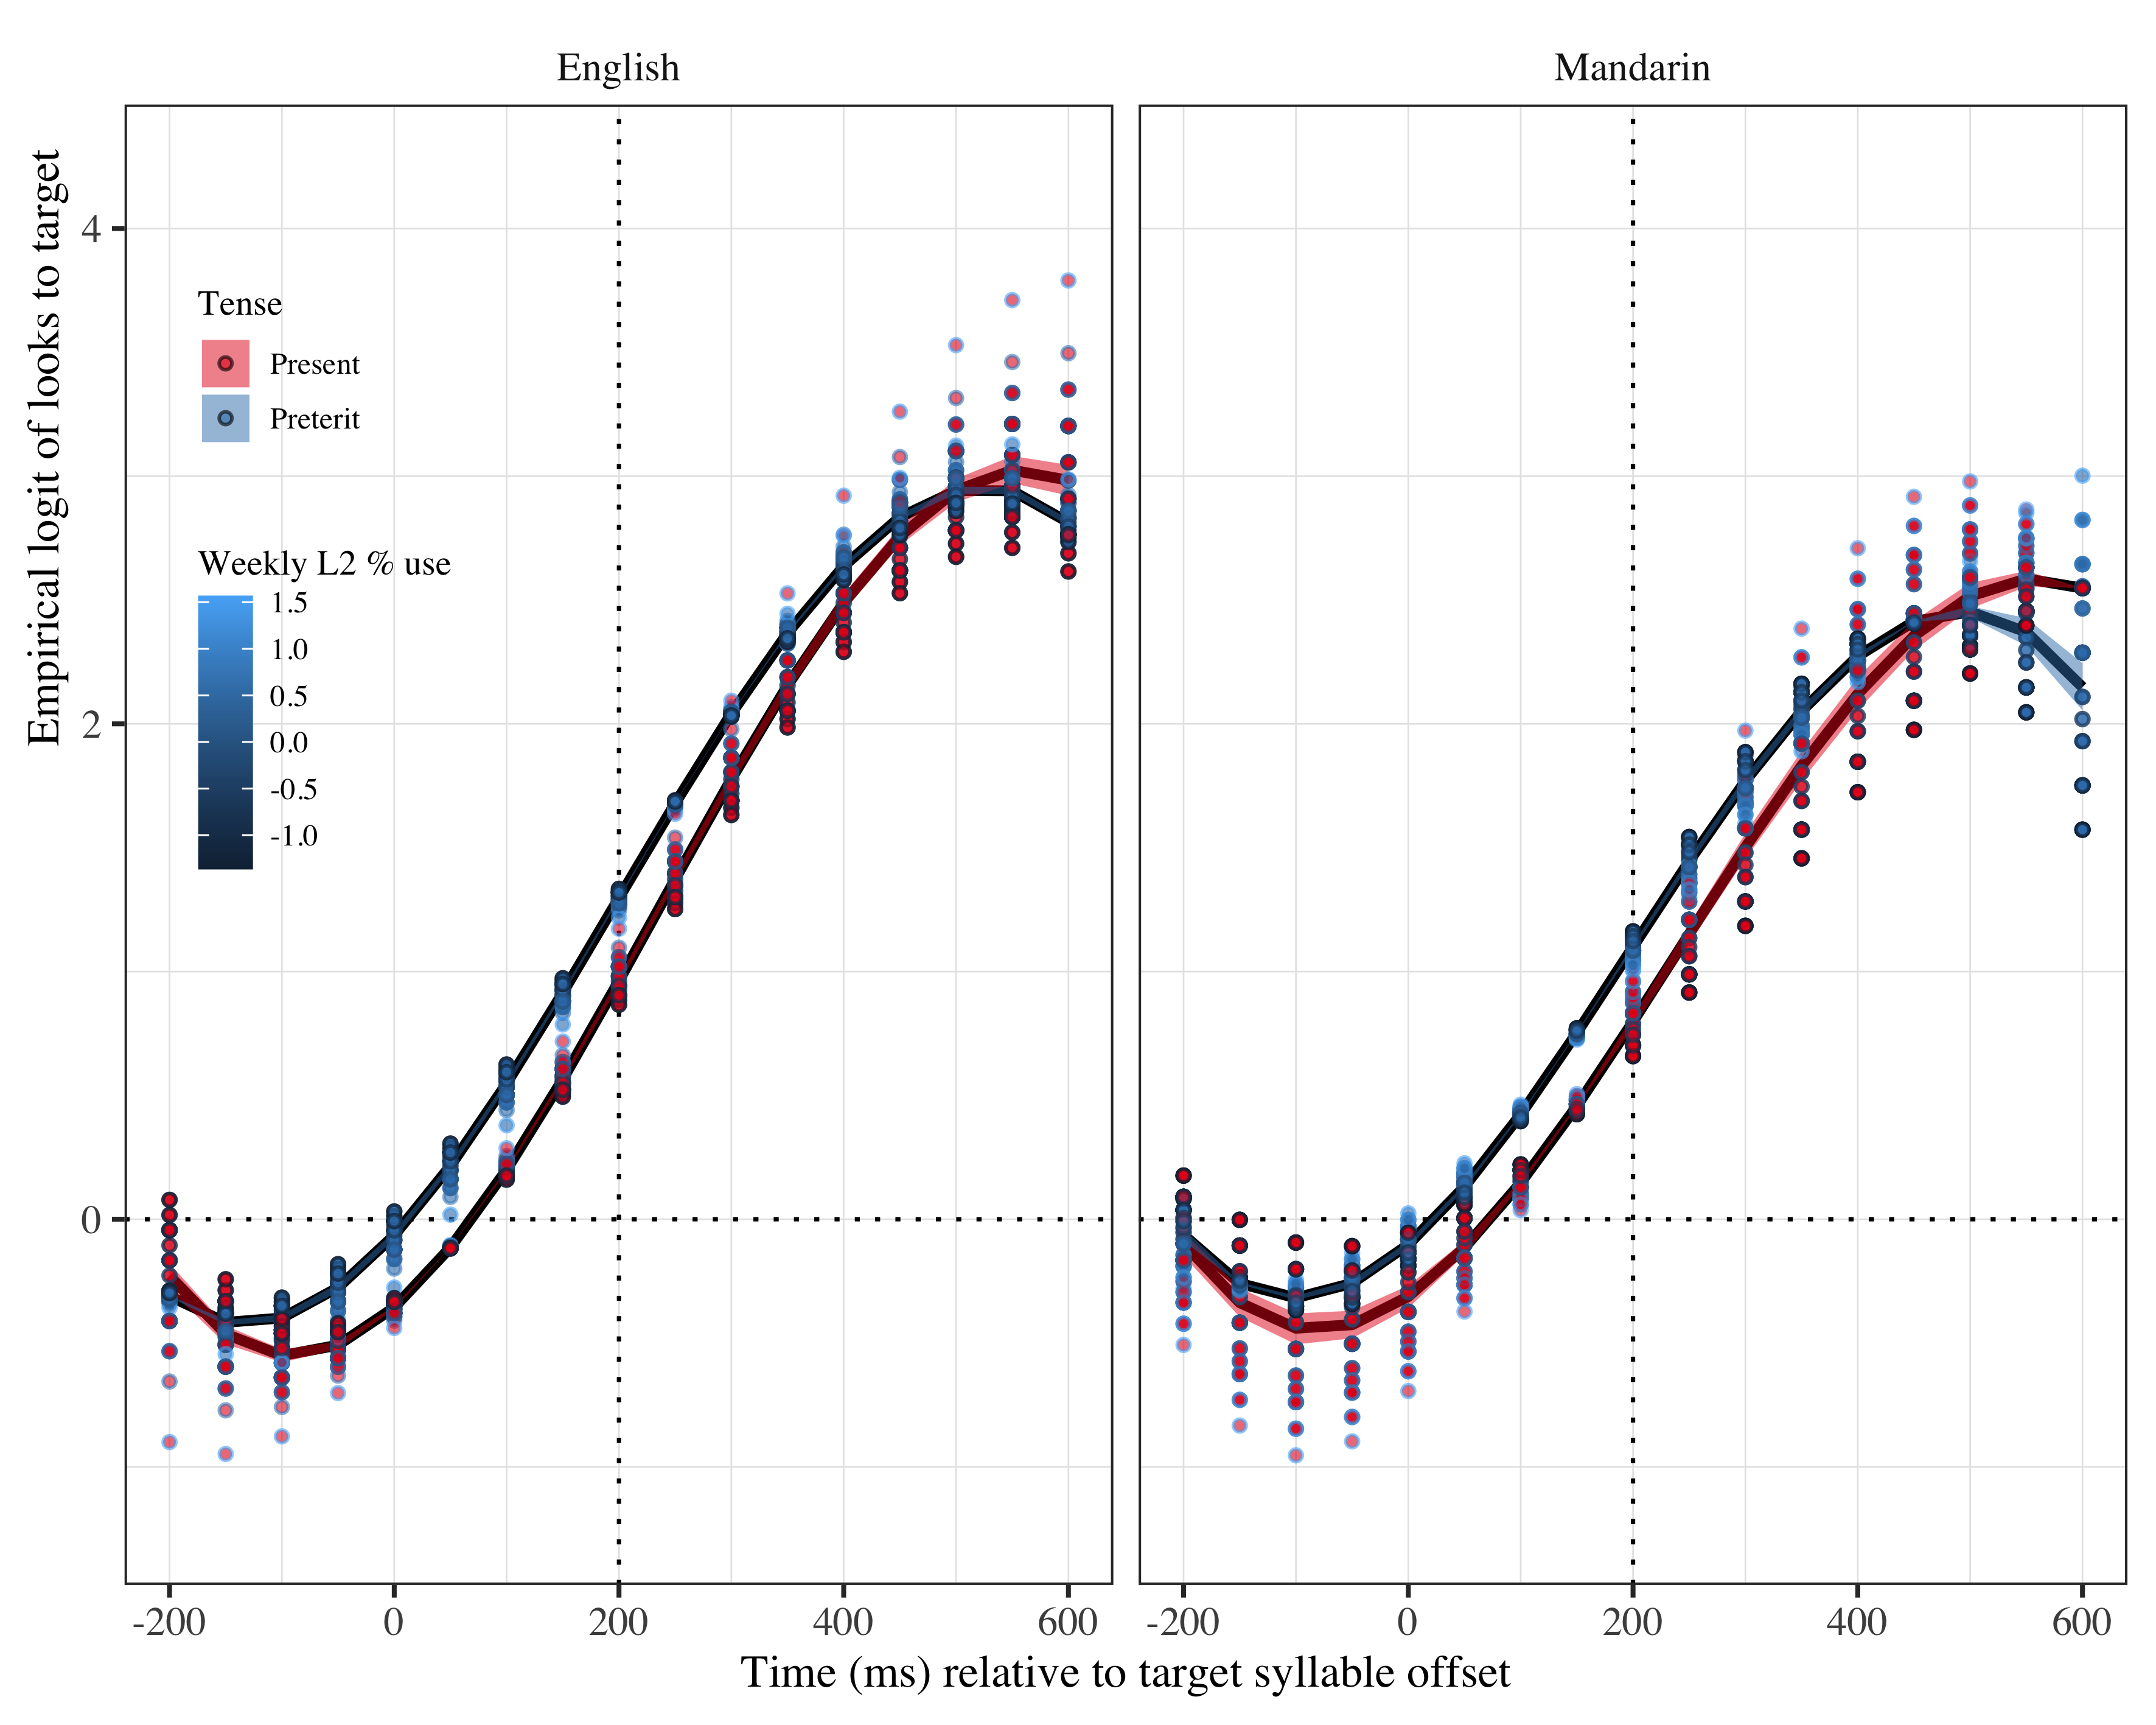 English
Mandarin
Empirical logit of looks to target
4
2
0
Tense
Present
Preterit
Weekly L2 % use
1.5
1.0
0.5
0.0
-0.5
-1.0
-200 0 200 400 600
-200 0 200 400 600
Time (ms) relative to target syllable offset